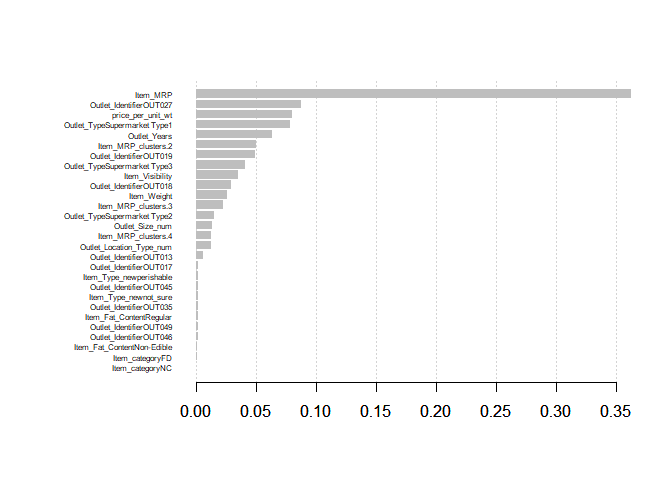 Item_MRP
Outlet_IdentifierOUT027
price_per_unit_wt
Outlet_TypeSupermarket Type1
Outlet_Years
Item_MRP_clusters.2
Outlet_IdentifierOUT019
Outlet_TypeSupermarket Type3
Item_Visibility
Outlet_IdentifierOUT018
Item_Weight
Item_MRP_clusters.3
Outlet_TypeSupermarket Type2
Outlet_Size_num
Item_MRP_clusters.4
Outlet_Location_Type_num
Outlet_IdentifierOUT013
Outlet_IdentifierOUT017
Item_Type_newperishable
Outlet_IdentifierOUT045
Item_Type_newnot_sure
Outlet_IdentifierOUT035
Item_Fat_ContentRegular
Outlet_IdentifierOUT049
Outlet_IdentifierOUT046
Item_Fat_ContentNon-Edible
Item_categoryFD
Item_categoryNC
0.00 0.05 0.10 0.15 0.20 0.25 0.30 0.35